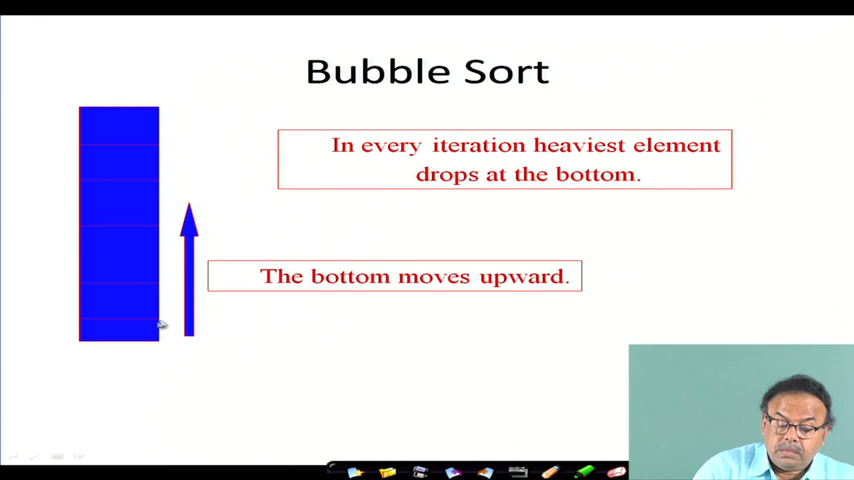 Bubble Sort
In every iteration heaviest element
drops at the bottom.
The bottom moves upward.